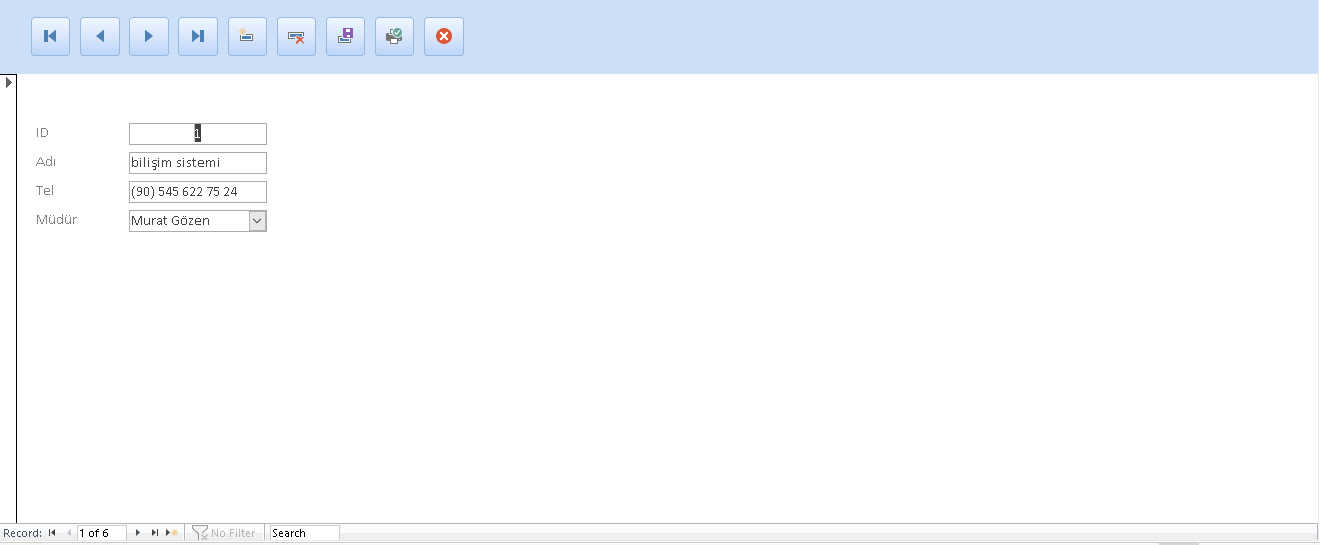 ID 1
Adı bilişim sistemi
Tel (90) 545 622 75 24
Müdür Murat Gözen
Record: 1 of 6 No Filter Search